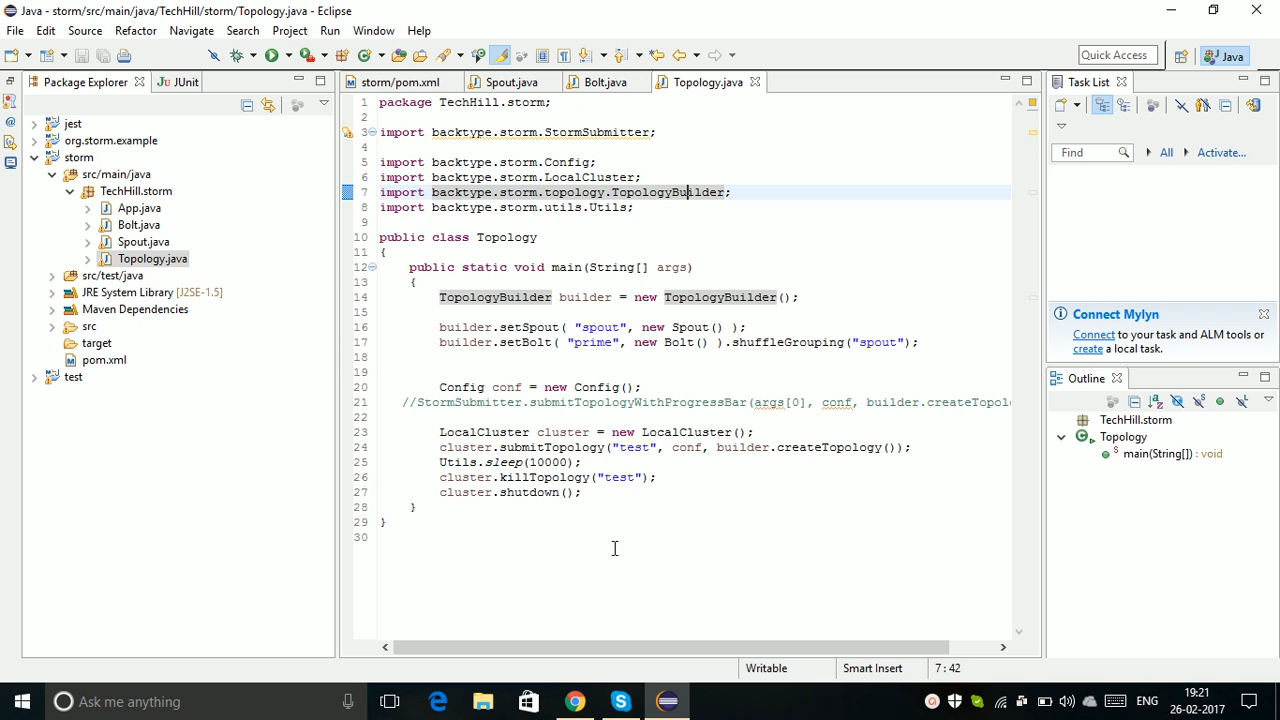 Java - storm/src/main/java/TechHill/storm/Topology.java - Eclipse
File Edit Source Refactor Navigate Search Project Run Window Help
Quick Access
Java
Package Explorer
JUnit
jest
org.storm.example
storm
src/main/java
TechHill.storm
App.java
Bolt.java
Spout.java
Topology.java
src/test/java
JRE System Library [J2SE-1.5]
Maven Dependencies
src
target
pom.xml
test
storm/pom.xml
Spout.java
Bolt.java
Topology.java
1 package TechHill.storm;
2
3 import backtype.storm.StormSubmitter;
4
5 import backtype.storm.Config;
6 import backtype.storm.LocalCluster;
7 import backtype.storm.topology.TopologyBuilder;
8 import backtype.storm.utils.Utils;
9
10 public class Topology
11 {
12 public static void main(String[] args)
13 {
14 TopologyBuilder builder = new TopologyBuilder();
15
16 builder.setSpout( "spout", new Spout() );
17 builder.setBolt( "prime", new Bolt() ).shuffleGrouping("spout");
18
19
20 Config conf = new Config();
21 //StormSubmitter.submitTopologyWithProgressBar(args[0], conf, builder.createTopol
22
23 LocalCluster cluster = new LocalCluster();
24 cluster.submitTopology("test", conf, builder.createTopology());
25 Utils.sleep(10000);
26 cluster.killTopology("test");
27 cluster.shutdown();
28 }
29 }
30
Task List
Find
All
Activate...
Connect Mylyn
Connect to your task and ALM tools or
create a local task.
Outline
TechHill.storm
Topology
main(String[]) : void
Writable
Smart Insert
7 : 42
Ask me anything
ENG
19:21
26-02-2017